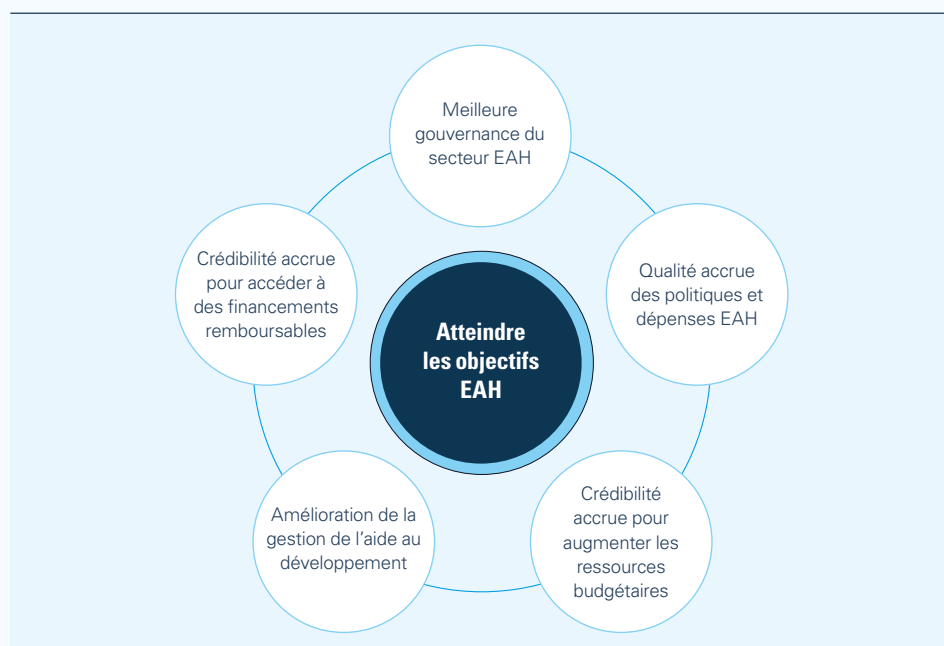 Meilleure
gouvernance du
secteur EAH
Crédibilité accrue
pour accéder à
des financements
remboursables
Qualité accrue
des politiques et
dépenses EAH
Atteindre
les objectifs
EAH
Amélioration de la
gestion de l’aide au
développement
Crédibilité
accrue pour
augmenter les
ressources
budgétaires